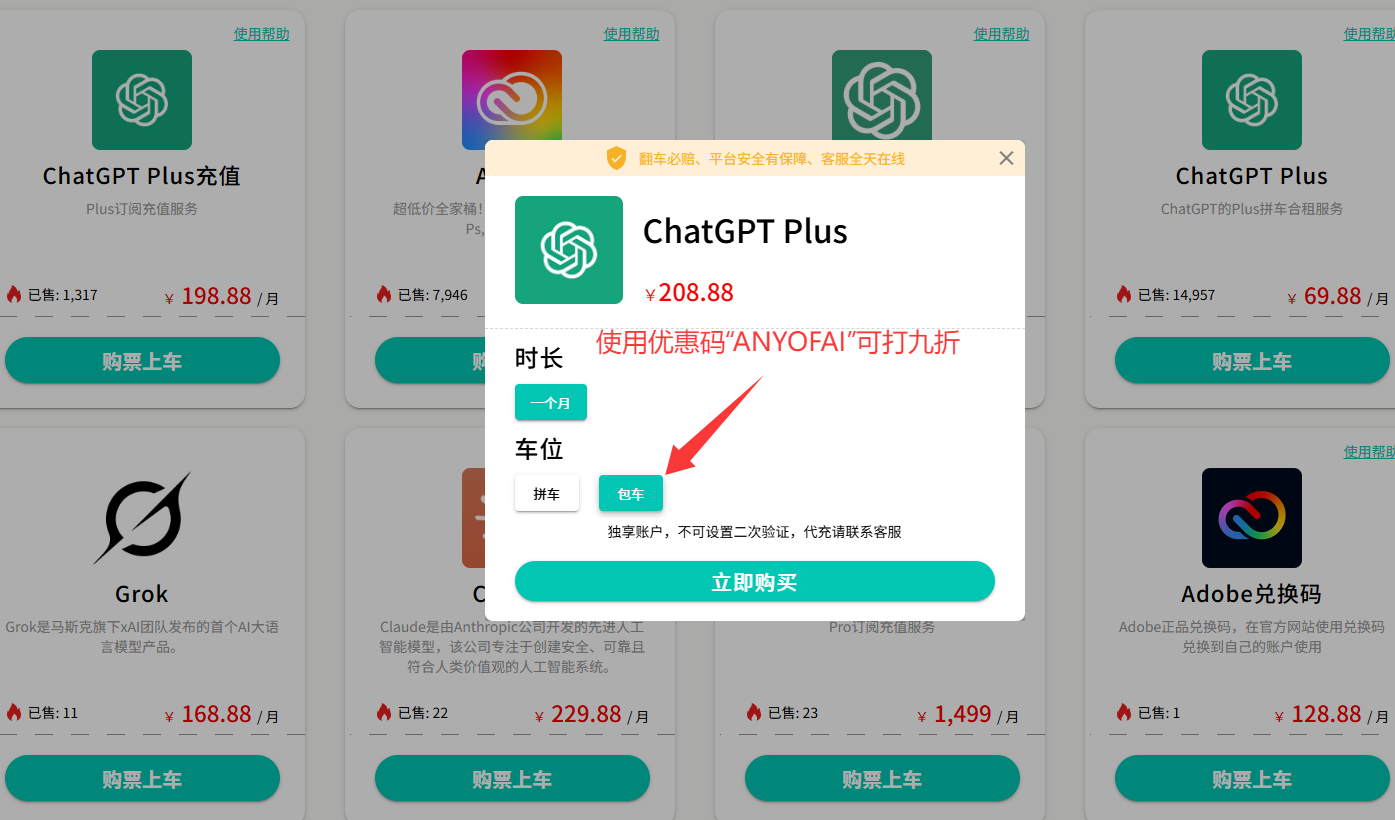 使用帮助
使用帮助
使用帮助
使用帮助
翻车必赔、平台安全有保障、客服全天在线
ChatGPT Plus充值
Plus订阅充值服务
已售: 1,317
¥ 198.88 / 月
购票上车
超低价全家桶!
Ps,
已售: 7,946
ChatGPT Plus
¥208.88
使用优惠码“ANYOFAI”可打九折
时长
一个月
车位
拼车
包车
独享账户，不可设置二次验证，代充请联系客服
立即购买
ChatGPT Plus
ChatGPT的Plus拼车合租服务
已售: 14,957
¥ 69.88 / 月
购票上车
Grok
Grok是马斯克旗下xAI团队发布的首个AI大语
言模型产品。
已售: 11
¥ 168.88 / 月
购票上车
Claude是由Anthropic公司开发的先进人工
智能模型，该公司专注于创建安全、可靠且
符合人类价值观的人工智能系统。
已售: 22
¥ 229.88 / 月
购票上车
Pro订阅充值服务
已售: 23
¥ 1,499 / 月
购票上车
使用帮助
Adobe兑换码
Adobe正品兑换码，在官方网站使用兑换码
兑换到自己的账户使用
已售: 1
¥ 128.88 / 月
购票上车